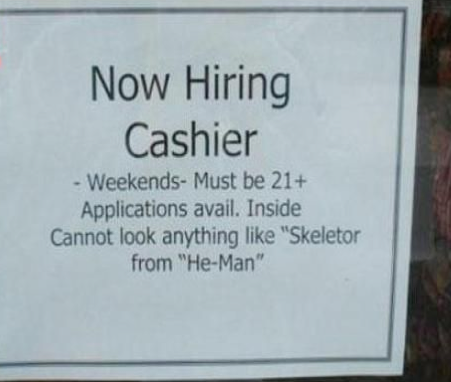 Now Hiring
Cashier
- Weekends- Must be 21+
Applications avail. Inside
Cannot look anything like "Skeletor
from "He-Man"